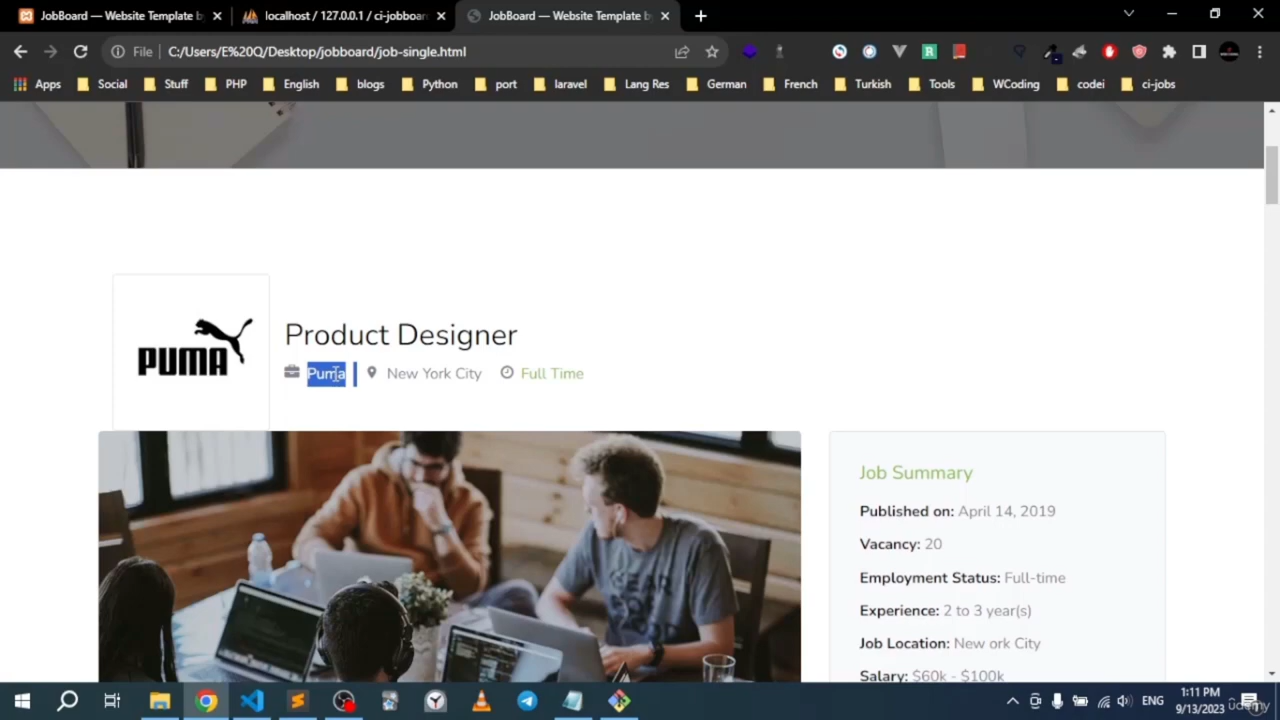 JobBoard — Website Template by
localhost / 127.0.0.1 / ci-jobboard
JobBoard — Website Template by
File
C:/Users/E%20Q/Desktop/jobboard/job-single.html
Apps
Social
Stuff
PHP
English
blogs
Python
port
laravel
Lang Res
German
French
Turkish
Tools
WCoding
codei
ci-jobs
PUMA
Product Designer
Puma
New York City
Full Time
Job Summary
Published on: April 14, 2019
Vacancy: 20
Employment Status: Full-time
Experience: 2 to 3 year(s)
Job Location: New ork City
Salary: $60k - $100k
ENG
1:11 PM
9/13/2023
udemy